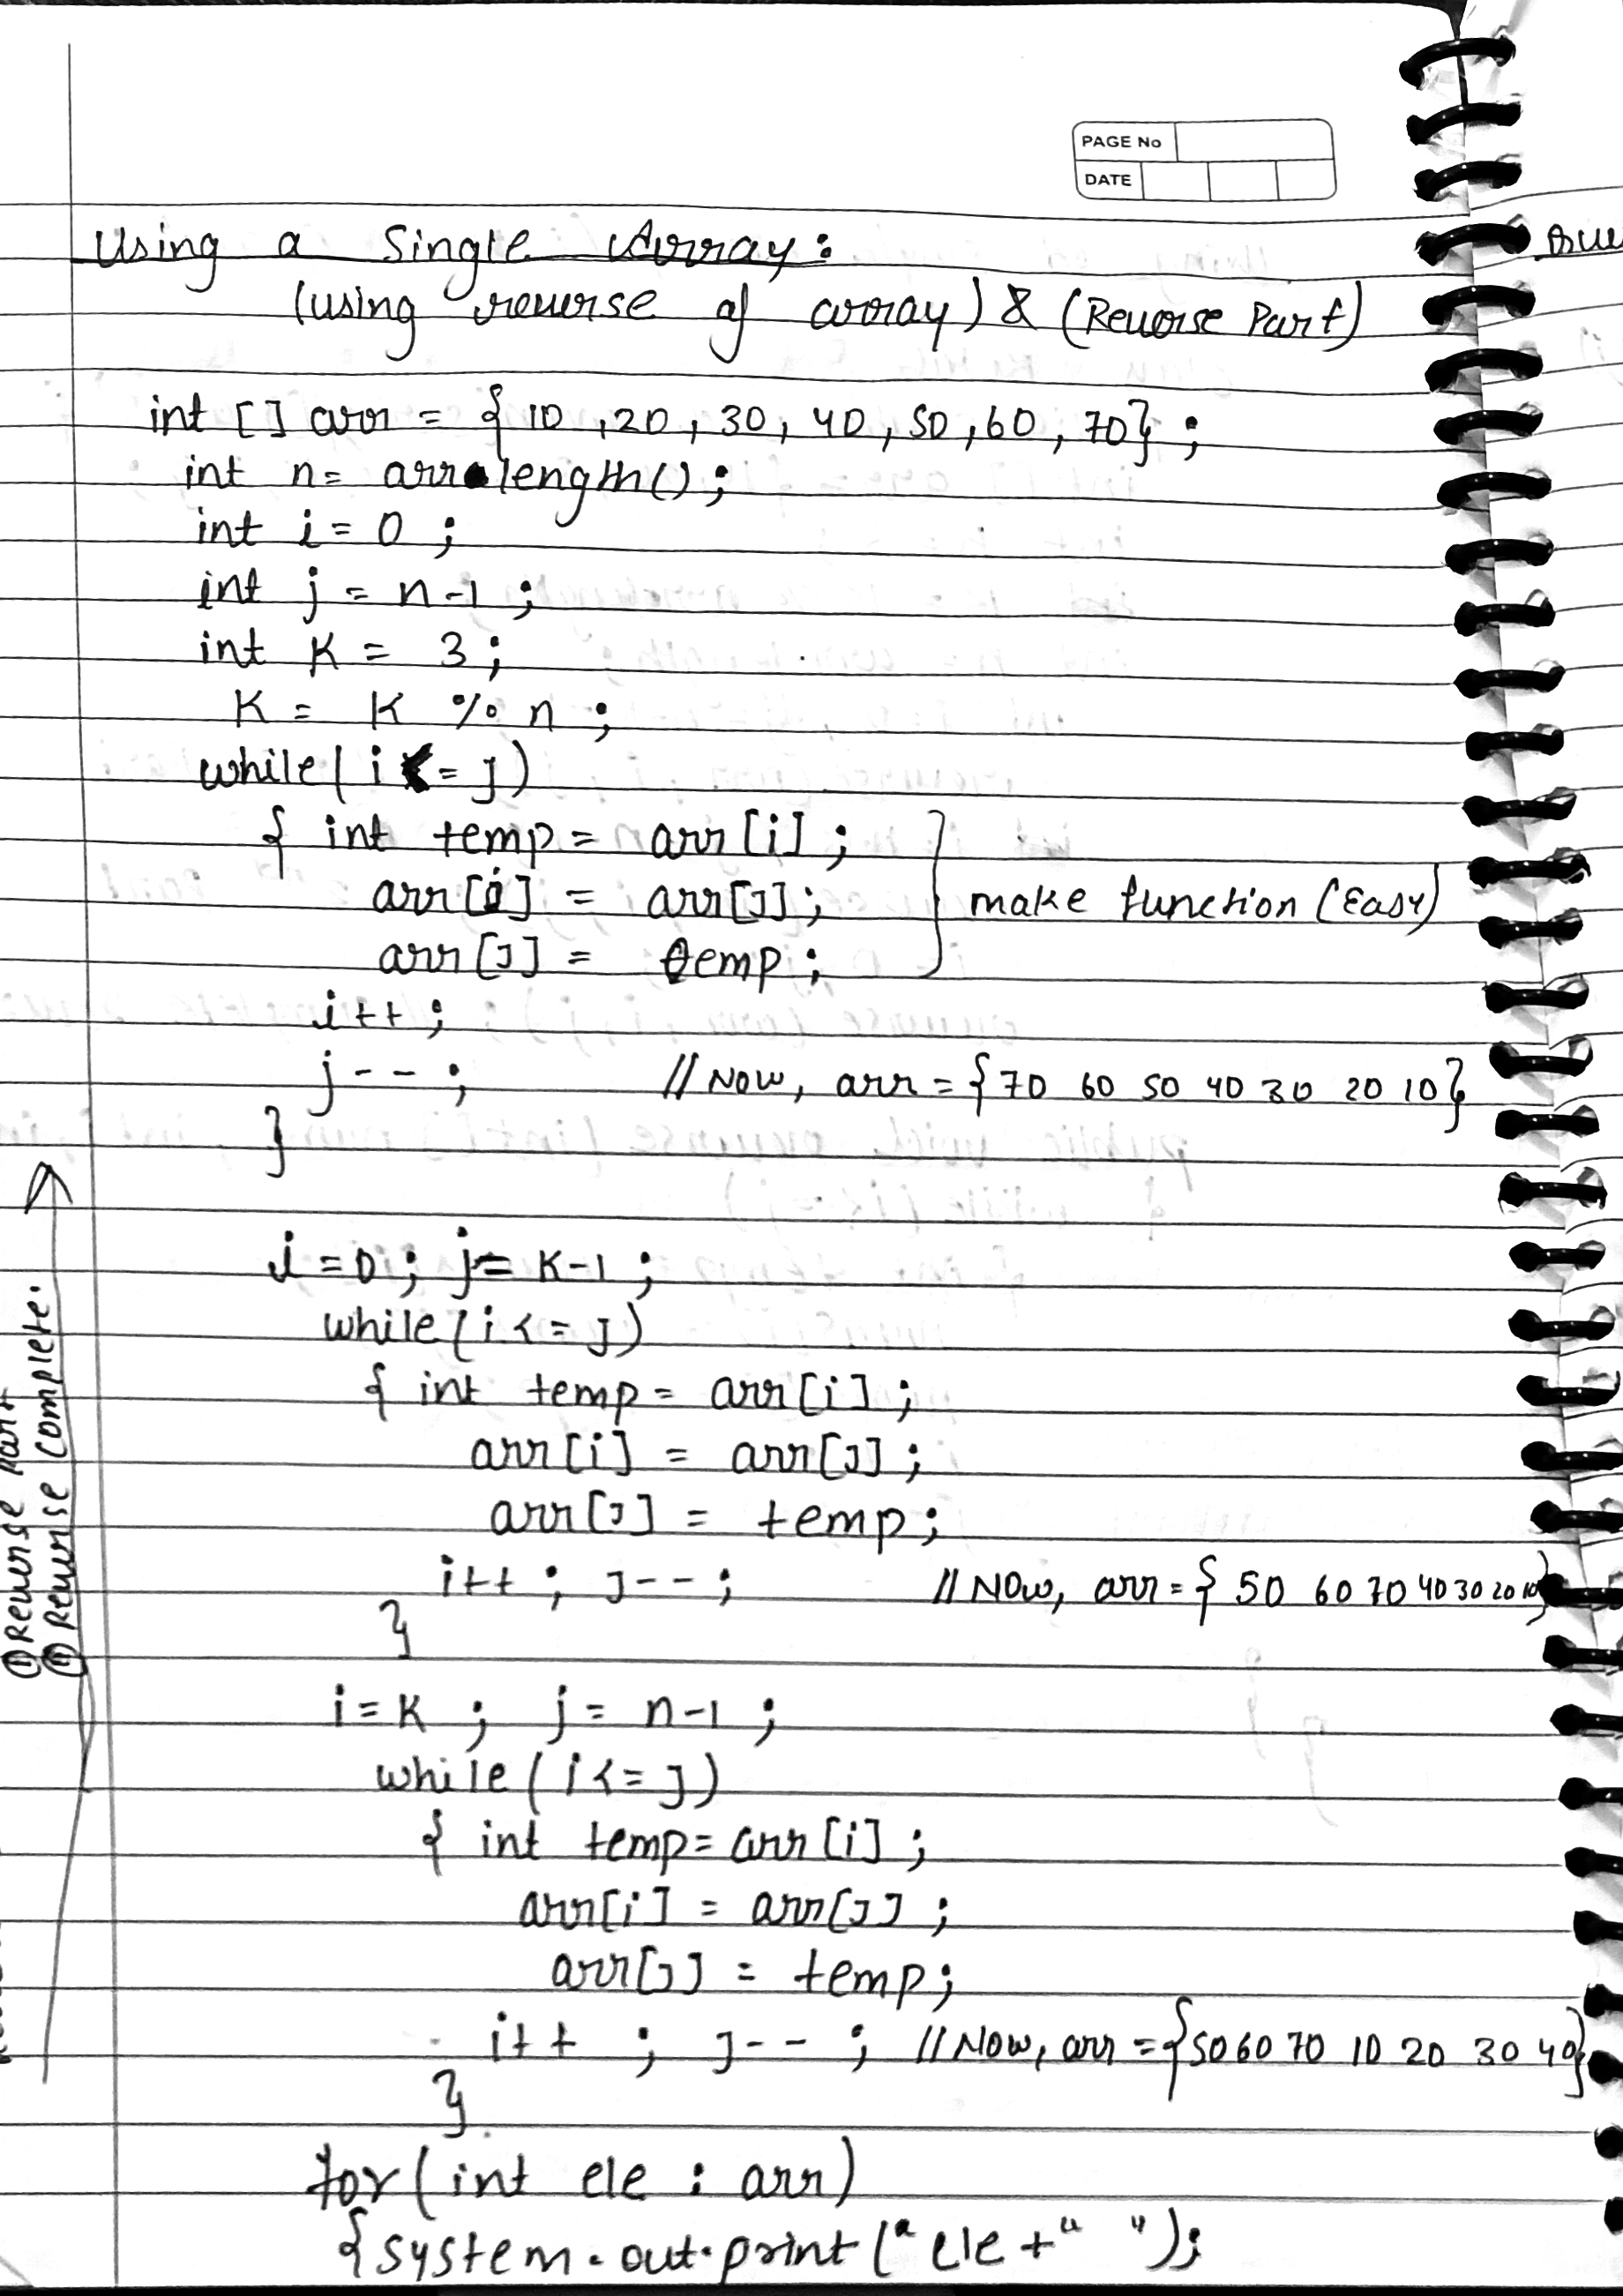 PAGE No
DATE
Using a Single Array:
(using reverse of array) & (Reverse Part)
int [] arr = {10, 20, 30, 40, 50, 60, 70};
int n= arr.length();
int i = 0;
int j = n-1;
int K = 3;
K = K % n;
while(i <= j)
{ int temp = arr[i];
arr[i] = arr[j]; make function (Easy)
arr[j] = temp;
i++;
j--; // Now, arr = {70 60 50 40 30 20 10}
}
i=0; j= K-1;
while(i<=j)
{ int temp = arr[i];
arr[i] = arr[j];
arr[j] = temp;
i++; j--; // Now, arr = { 50 60 70 40 30 20 10}
}
i=K; j= n-1;
while(i<=j)
{ int temp= arr[i];
arr[i] = arr[j];
arr[j] = temp;
i++; j--; // Now, arr = {50 60 70 10 20 30 40}
}
for(int ele : arr)
{system.out.print(" ele +" ");
① Reverse Part
② Reverse Complete.